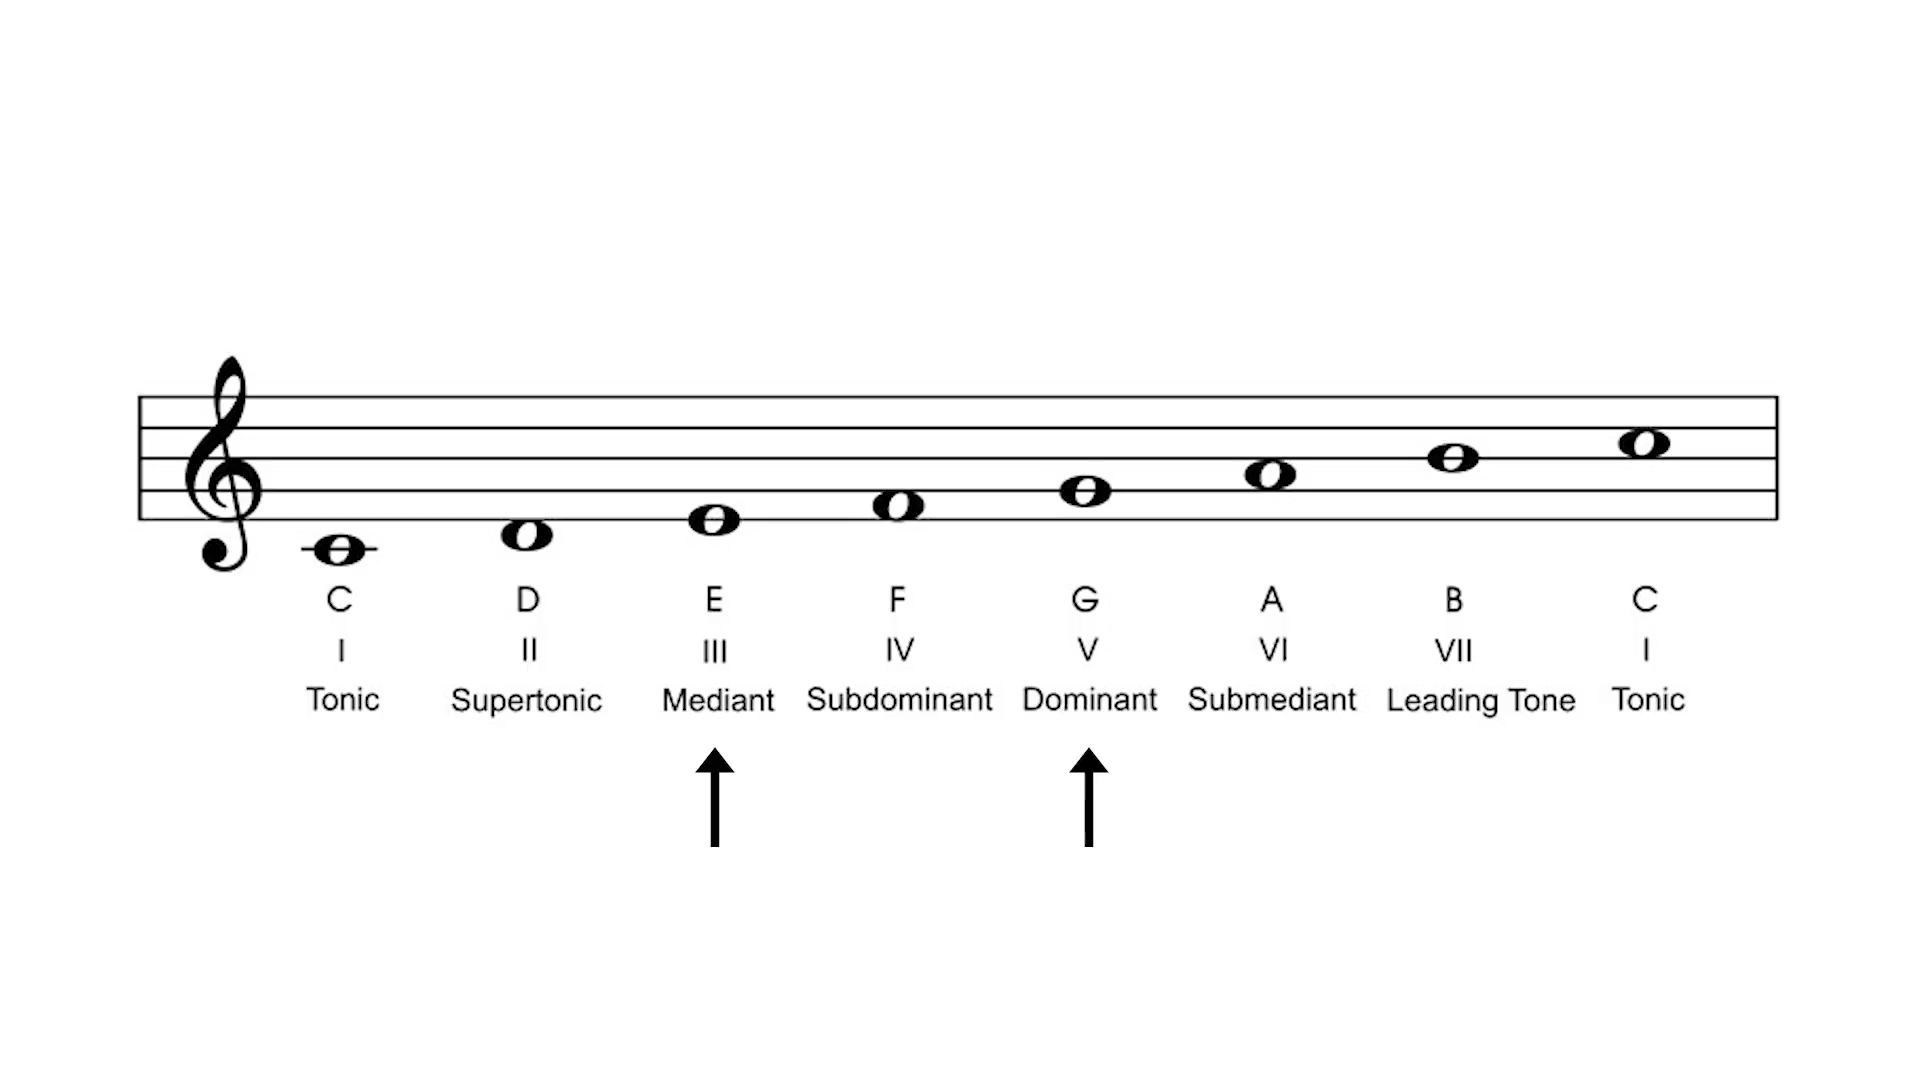 C D E F G A B C
I II III IV V VI VII I
Tonic Supertonic Mediant Subdominant Dominant Submediant Leading Tone Tonic